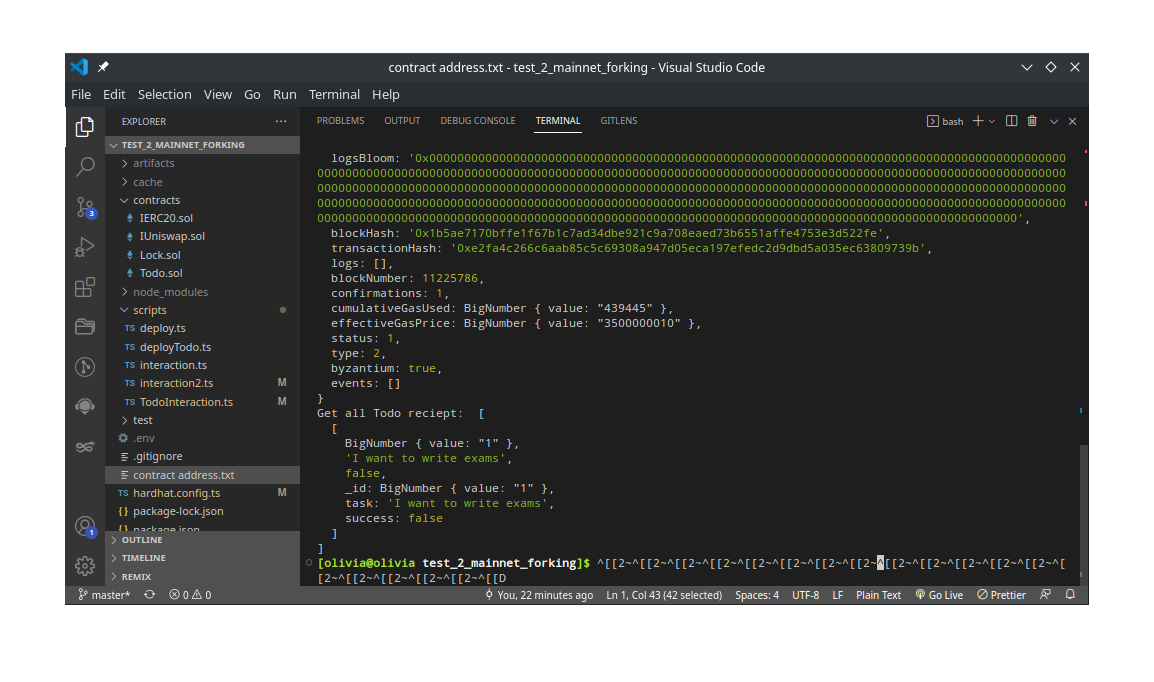 contract address.txt - test_2_mainnet_forking - Visual Studio Code
File Edit Selection View Go Run Terminal Help
EXPLORER ···
TEST_2_MAINNET_FORKING
artifacts
cache
contracts
IERC20.sol
IUniswap.sol
Lock.sol
Todo.sol
node_modules
scripts
TS deploy.ts
TS deployTodo.ts
TS interaction.ts
TS interaction2.ts M
TS TodoInteraction.ts M
test
.env
.gitignore
contract address.txt
TS hardhat.config.ts M
{} package-lock.json
{} package.json
OUTLINE
TIMELINE
REMIX
3
1
PROBLEMS OUTPUT DEBUG CONSOLE TERMINAL GITLENS
bash
logsBloom:
blockHash: '0x1b5ae7170bffe1f67b1c7ad34dbe921c9a708eaed73b6551affe4753e3d522fe',
transactionHash: '0xe2fa4c266c6aab85c5c69308a947d05eca197efedc2d9dbd5a035ec63809739b',
logs: [],
blockNumber: 11225786,
confirmations: 1,
cumulativeGasUsed: BigNumber { value: "439445" },
effectiveGasPrice: BigNumber { value: "3500000010" },
status: 1,
type: 2,
byzantium: true,
events: []
}
Get all Todo reciept:  [
[
BigNumber { value: "1" },
'I want to write exams',
false,
_id: BigNumber { value: "1" },
task: 'I want to write exams',
success: false
]
]
[olivia@olivia test_2_mainnet_forking]$ ^[[2~^[[2~^[[2~^[[2~^[[2~^[[2~^[[2~^[[2~^[[2~^[[2~^[[2~^[[2~^[[2~^[
[2~^[[2~^[[2~^[[2~^[[2~^[[D
master* 0 0 You, 22 minutes ago Ln 1, Col 43 (42 selected) Spaces: 4 UTF-8 LF Plain Text Go Live Prettier